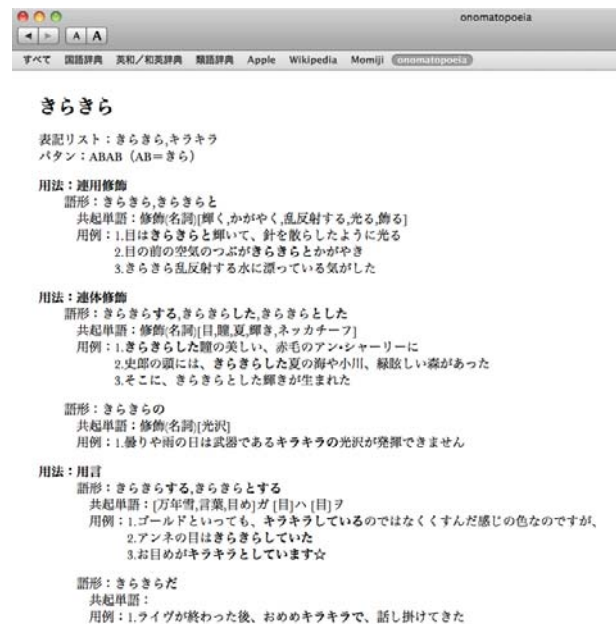 onomatopoeia
A A
すべて 国語辞典 英和/和英辞典 類語辞典 Apple Wikipedia Momiji onomatopoeia
きらきら
表記リスト:きらきら,キラキラ
パタン:ABAB(AB=きら)
用法:連用修飾
語形:きらきら,きらきらと
共起単語:修飾(名詞)[輝く,かがやく,乱反射する,光る,飾る]
用例:1.目はきらきらと輝いて、針を散らしたように光る
2.目の前の空気のつぶがきらきらとかがやき
3.きらきら乱反射する水に漂っている気がした
用法:連体修飾
語形:きらきらする,きらきらした,きらきらとした
共起単語:修飾(名詞)[目,瞳,夏,輝き,ネッカチーフ]
用例:1.きらきらした瞳の美しい、赤毛のアン・シャーリーに
2.史郎の頭には、きらきらした夏の海や小川、緑眩しい森があった
3.そこに、きらきらとした輝きが生まれた
語形:きらきらの
共起単語:修飾(名詞)[光沢]
用例:1.曇りや雨の日は武器であるキラキラの光沢が発揮できません
用法:用言
語形:きらきらする,きらきらとする
共起単語:[万年雪,言葉,目め]ガ [目]ハ [目]ヲ
用例:1.ゴールドといっても、キラキラしているのではなくくすんだ感じの色なのですが、
2.アンネの目はきらきらしていた
3.お目めがキラキラとしています☆
語形:きらきらだ
共起単語:
用例:1.ライヴが終わった後、おめめキラキラで、話し掛けてきた